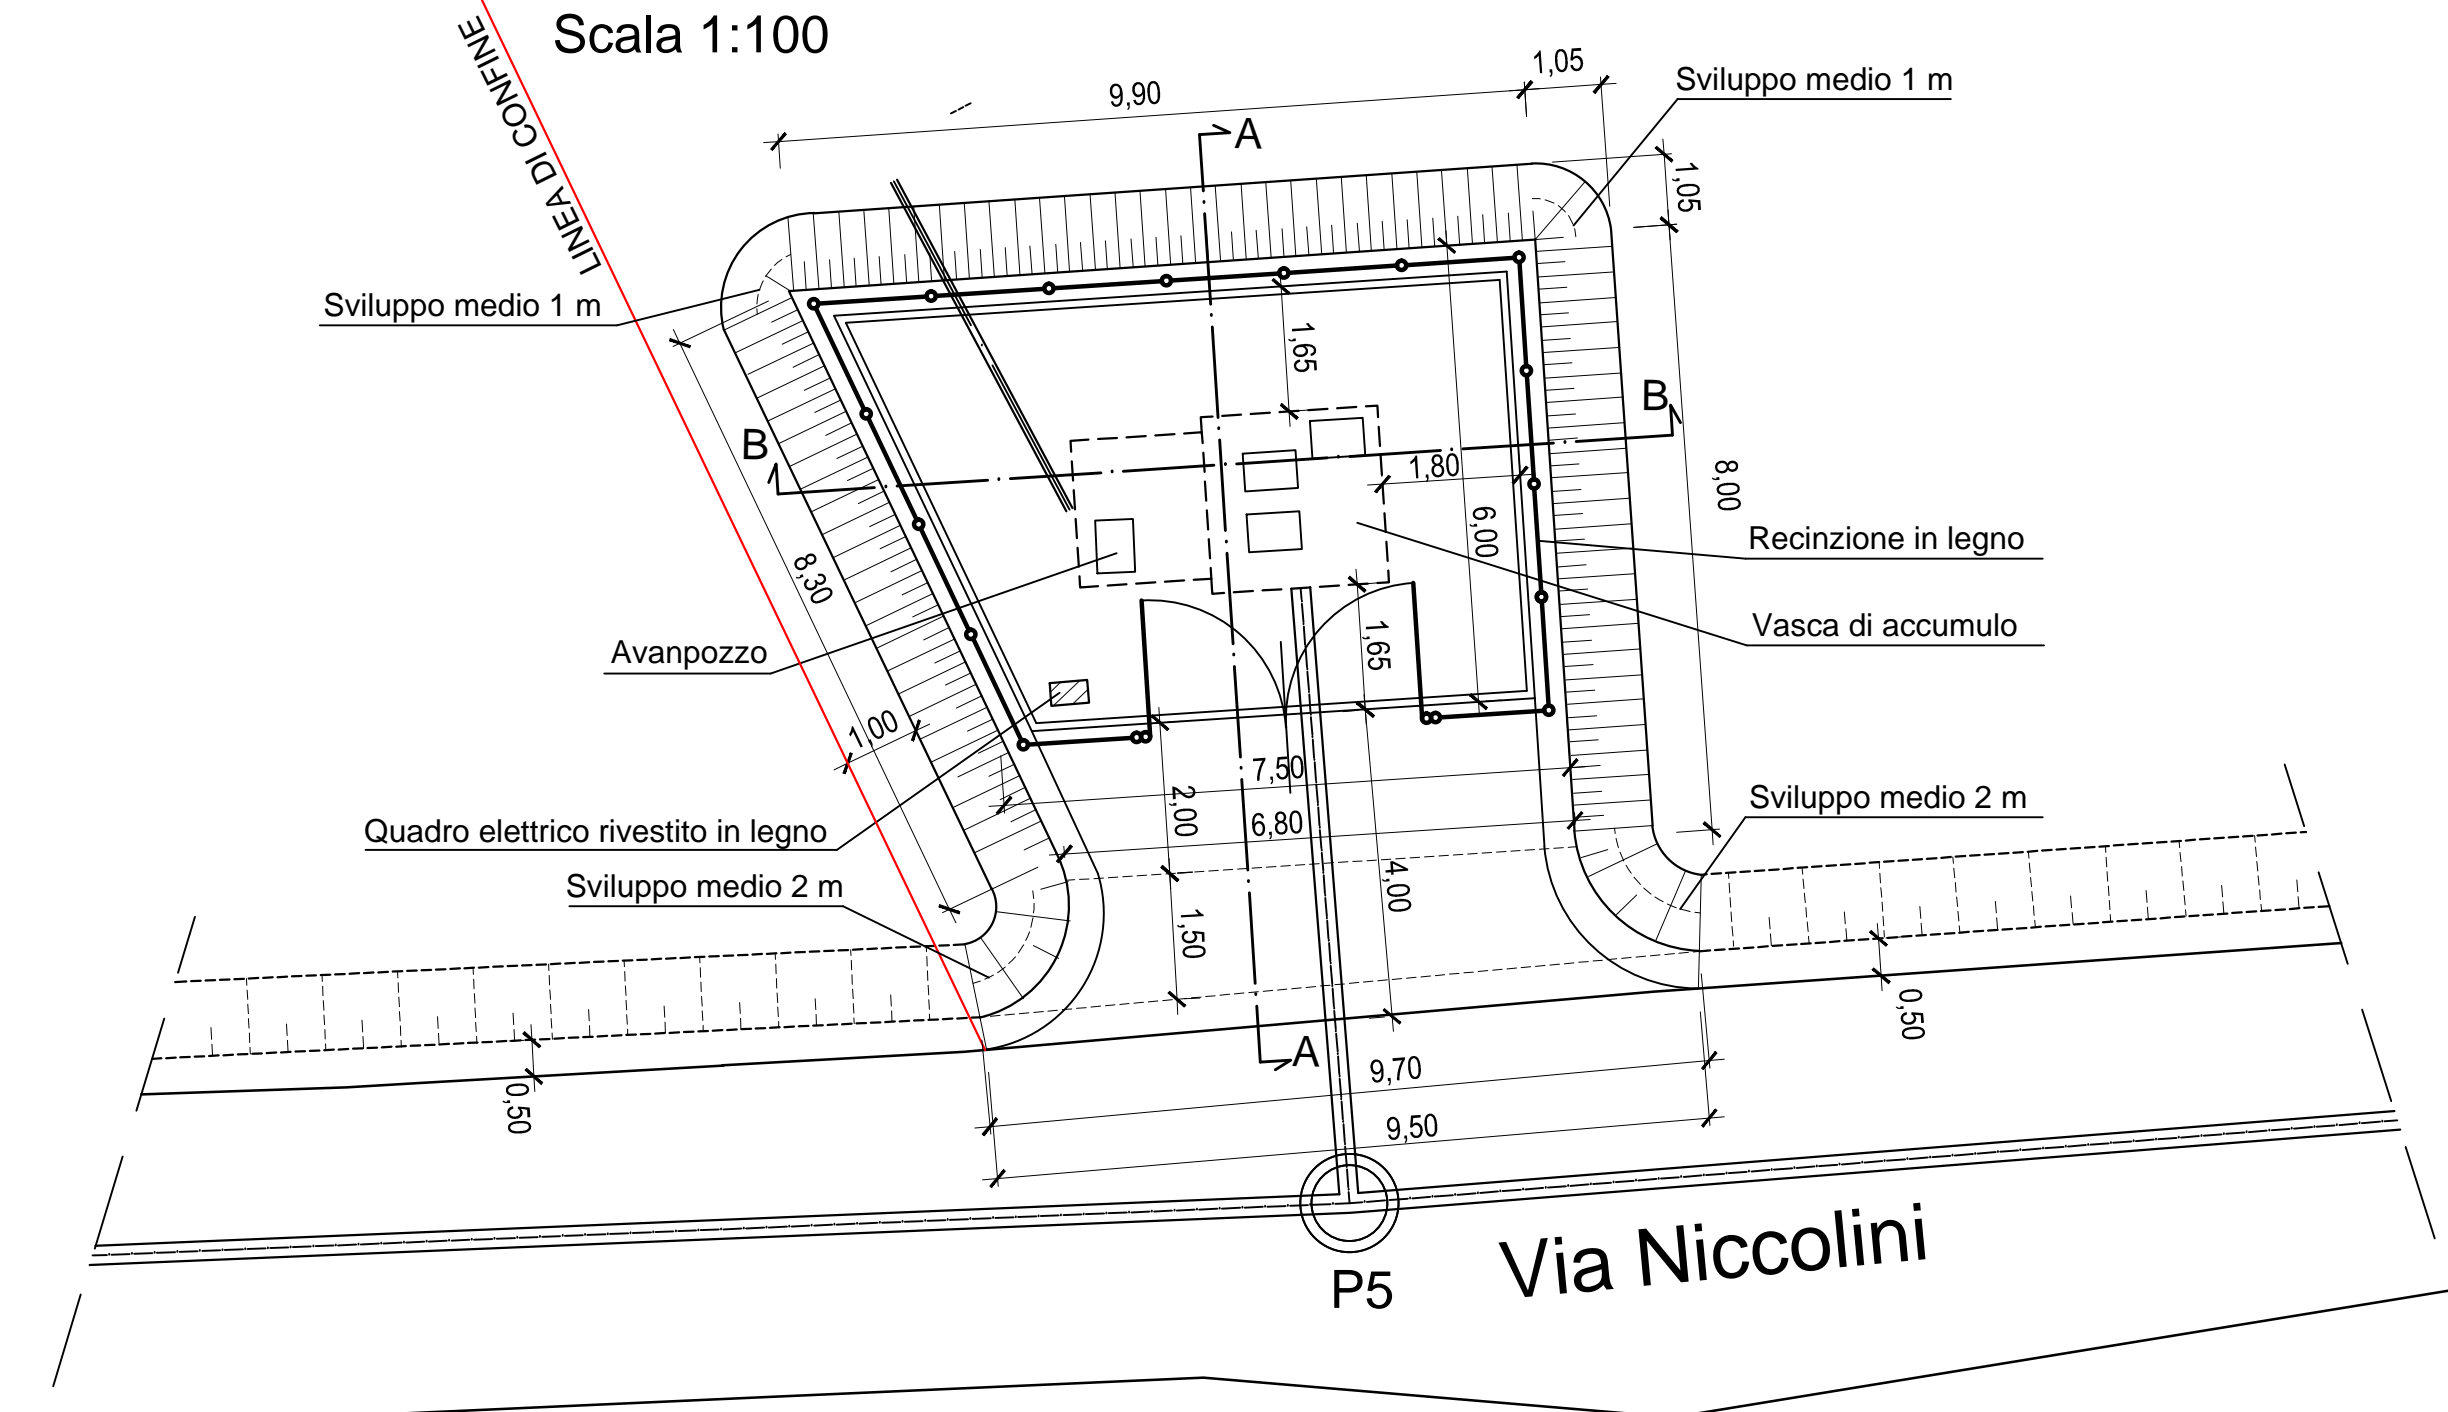 Scala 1:100
LINEA DI CONFINE
9,90
1,05
Sviluppo medio 1 m
A
1,05
Sviluppo medio 1 m
1,65
B
B
1,80
8,00
6,00
Recinzione in legno
8,30
Vasca di accumulo
Avanpozzo
1,65
1,00
7,50
2,00
6,80
Sviluppo medio 2 m
Quadro elettrico rivestito in legno
Sviluppo medio 2 m
4,00
1,50
0,50
A
9,70
0,50
9,50
Via Niccolini
P5